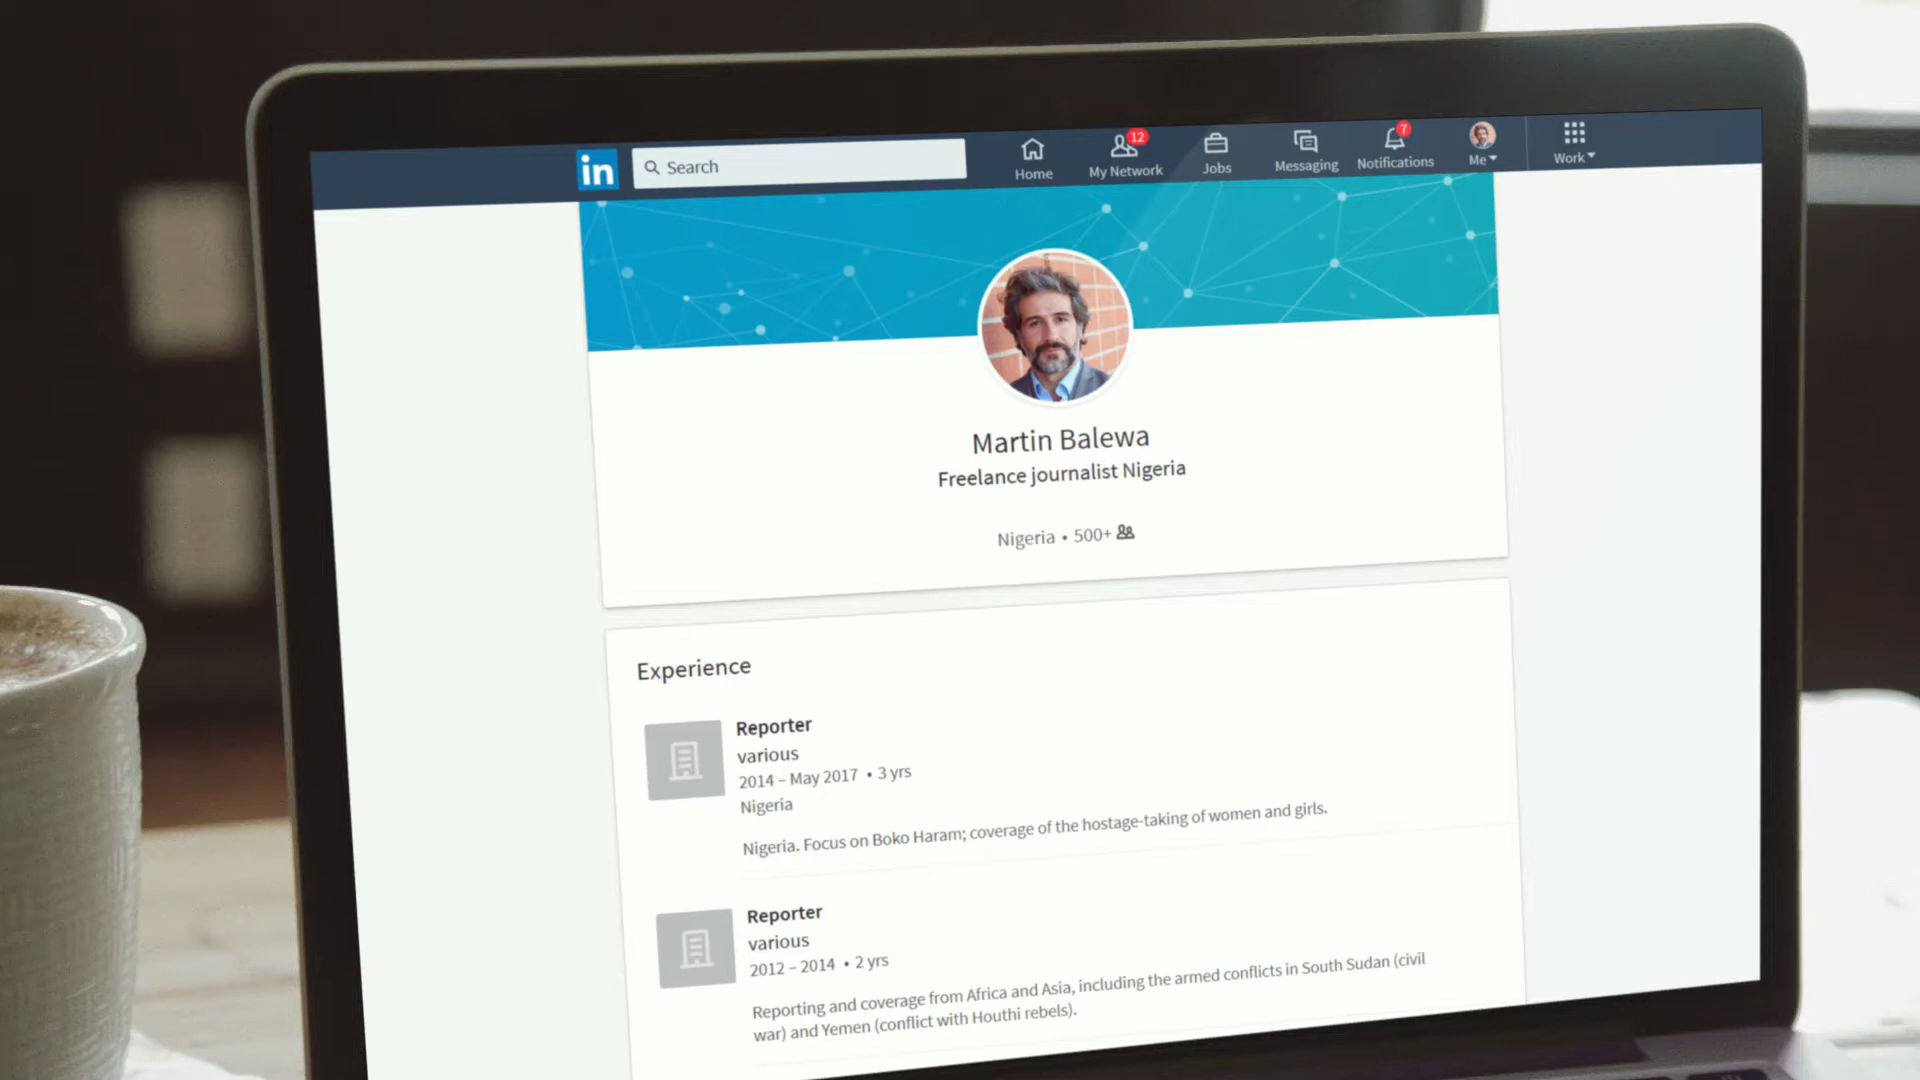 in
Search
Home
12
My Network
Jobs
Messaging
7
Notifications
Me
Work
Martin Balewa
Freelance journalist Nigeria
Nigeria • 500+
Experience
Reporter
various
2014 – May 2017 • 3 yrs
Nigeria
Nigeria. Focus on Boko Haram; coverage of the hostage-taking of women and girls.
Reporter
various
2012 – 2014 • 2 yrs
Reporting and coverage from Africa and Asia, including the armed conflicts in South Sudan (civil
war) and Yemen (conflict with Houthi rebels).